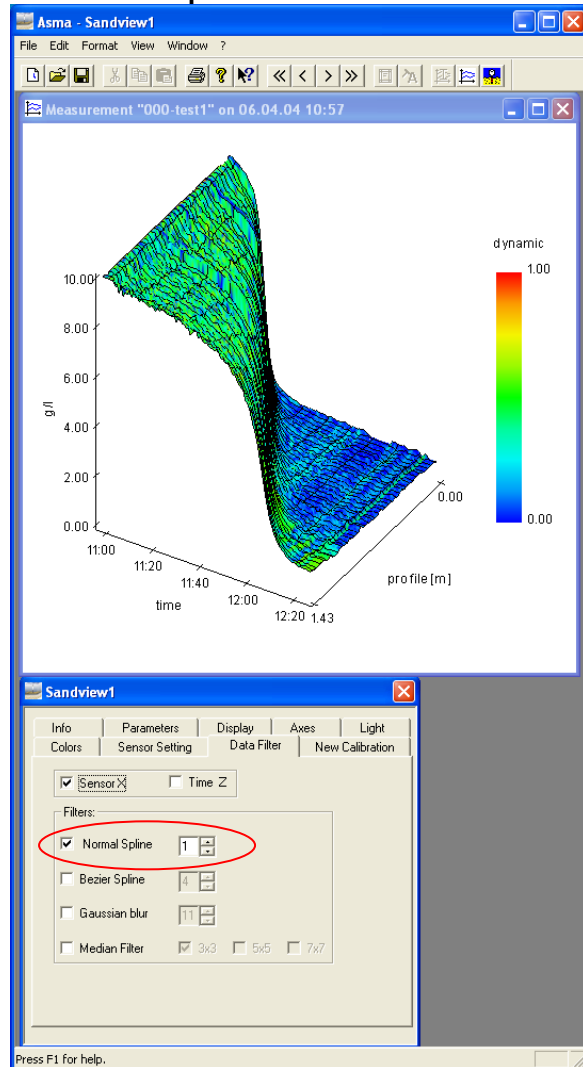 Asma - Sandview1
File Edit Format View Window ?
Measurement "000-test1" on 06.04.04 10:57
dynamic
1.00
0.00
10.00
8.00
6.00
4.00
2.00
0.00
g/l
11:00
11:20
11:40
12:00
12:20
time
0.00
1.43
profile [m]
Sandview1
Info Parameters Display Axes Light
Colors Sensor Setting Data Filter New Calibration
Sensor X Time Z
Filters:
Normal Spline 1
Bezier Spline 4
Gaussian blur 11
Median Filter 3x3 5x5 7x7
Press F1 for help.